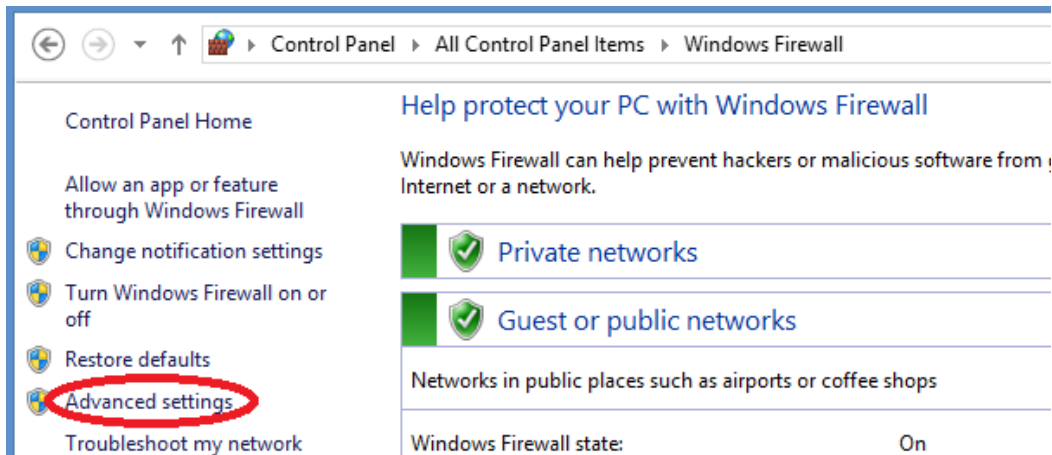 Control Panel All Control Panel Items Windows Firewall
Control Panel Home
Allow an app or feature
through Windows Firewall
Change notification settings
Turn Windows Firewall on or
off
Restore defaults
Advanced settings
Troubleshoot my network
Help protect your PC with Windows Firewall
Windows Firewall can help prevent hackers or malicious software from
Internet or a network.
Private networks
Guest or public networks
Networks in public places such as airports or coffee shops
Windows Firewall state: On